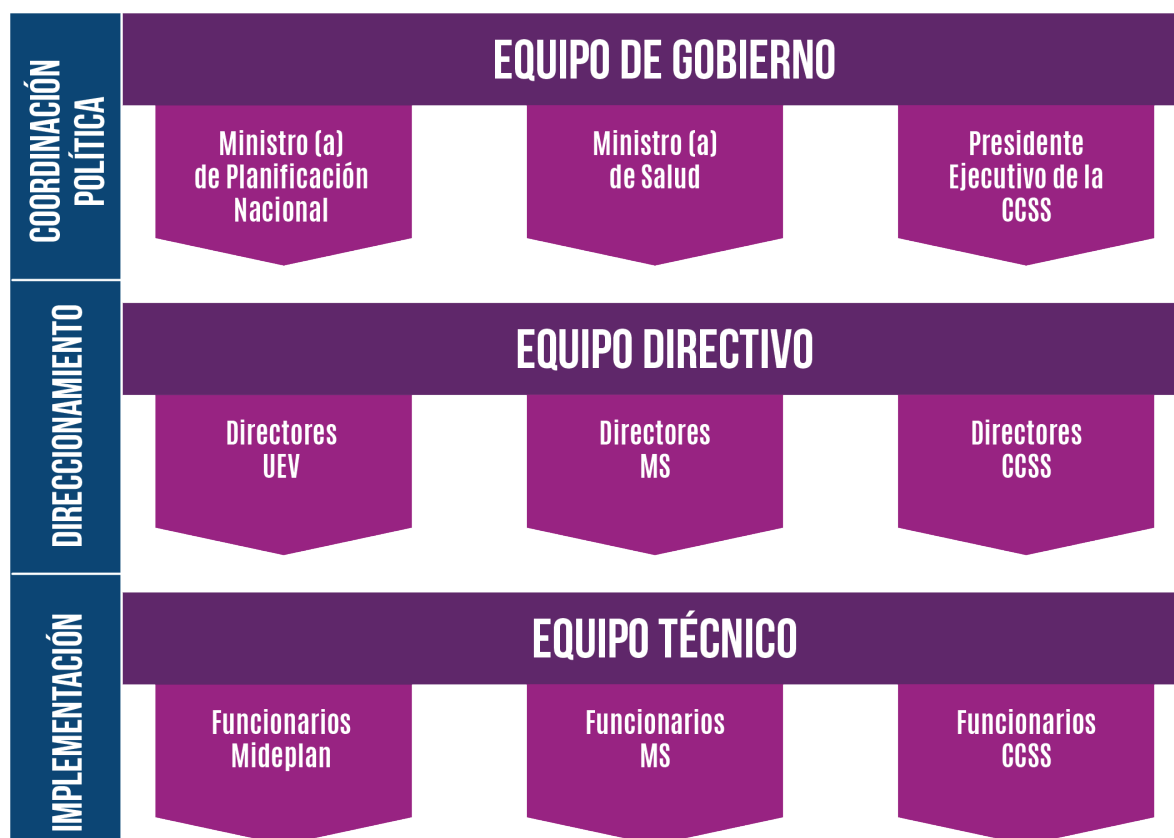 COORDINACIÓN
POLÍTICA
EQUIPO DE GOBIERNO
Ministro (a)
de Planificación
Nacional
Ministro (a)
de Salud
Presidente
Ejecutivo de la
CCSS
DIRECCIONAMIENTO
EQUIPO DIRECTIVO
Directores
UEV
Directores
MS
Directores
CCSS
IMPLEMENTACIÓN
EQUIPO TÉCNICO
Funcionarios
Mideplan
Funcionarios
MS
Funcionarios
CCSS